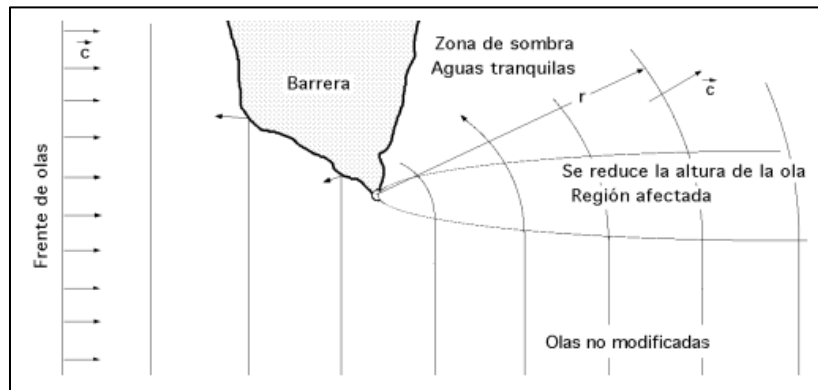 Frente de olas
c
Barrera
Zona de sombra
Aguas tranquilas
r
c
Se reduce la altura de la ola
Región afectada
Olas no modificadas